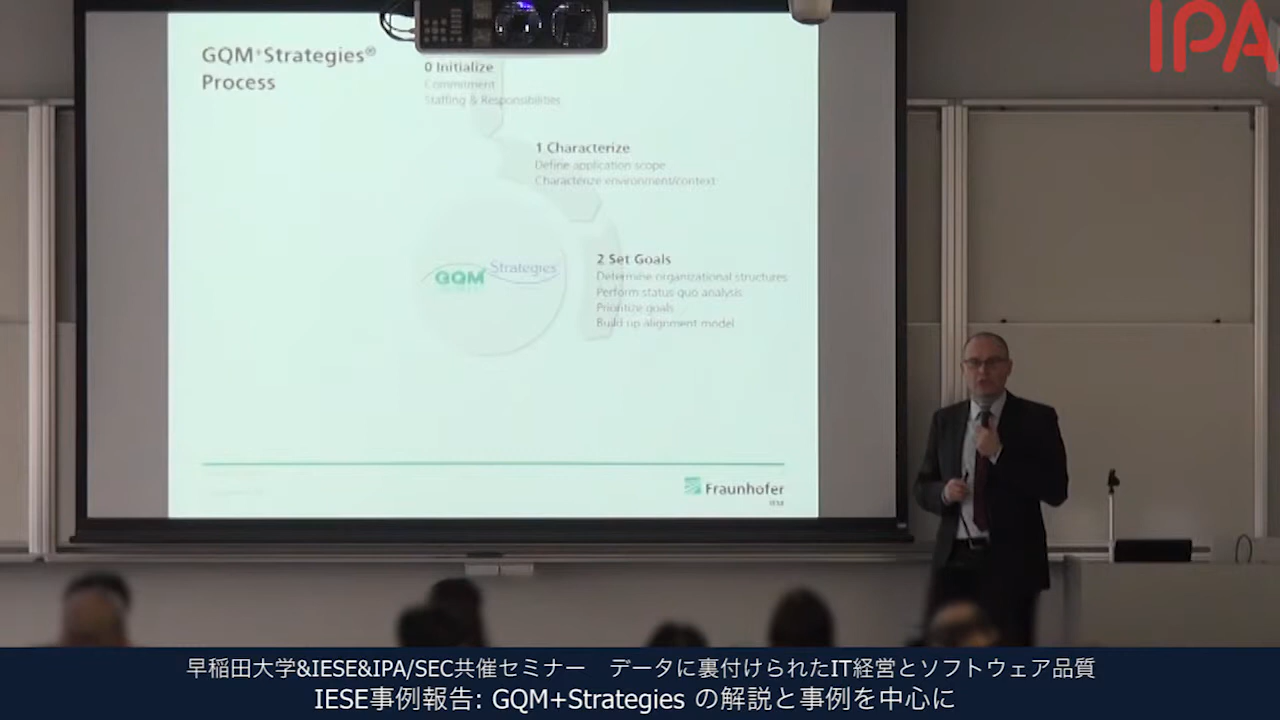 IPA
GQM+Strategies®
Process
0 Initialize
Commitment
Staffing & Responsibilities
1 Characterize
Define application scope
Characterize environment/context
2 Set Goals
Determine organizational structures
Perform status quo analysis
Prioritize goals
Build up alignment model
GQM Strategies
Fraunhofer
IESE
早稲田大学&IESE&IPA/SEC共催セミナー データに裏付けられたIT経営とソフトウェア品質
IESE事例報告: GQM+Strategies の解説と事例を中心に